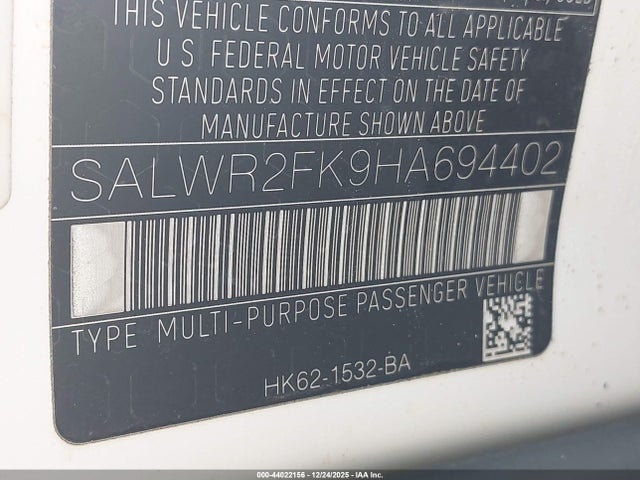 THIS VEHICLE CONFORMS TO ALL APPLICABLE
U S FEDERAL MOTOR VEHICLE SAFETY
STANDARDS IN EFFECT ON THE DATE OF
MANUFACTURE SHOWN ABOVE
SALWR2FK9HA694402
TYPE MULTI-PURPOSE PASSENGER VEHICLE
HK62-1532-BA
000-44022156 - 12/24/2025 - IAA Inc.